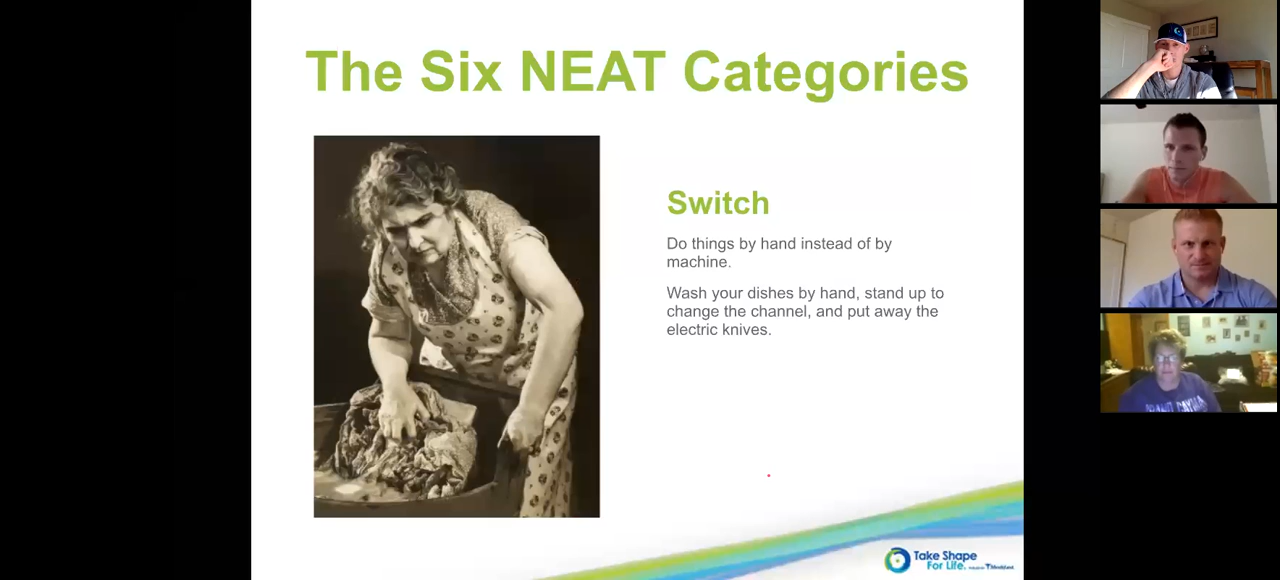 The Six NEAT Categories
Switch
Do things by hand instead of by
machine.
Wash your dishes by hand, stand up to
change the channel, and put away the
electric knives.
Take Shape
For Life.